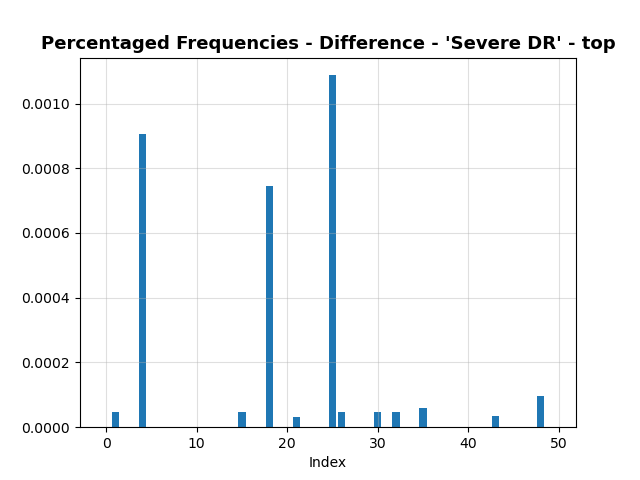 Percentaged Frequencies - Difference - 'Severe DR' - top
0.0010
0.0008
0.0006
0.0004
0.0002
0.0000
0 10 20 30 40 50
Index